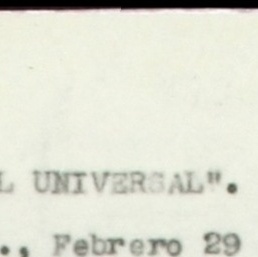 L UNIVERSAL".
., Febrero 29